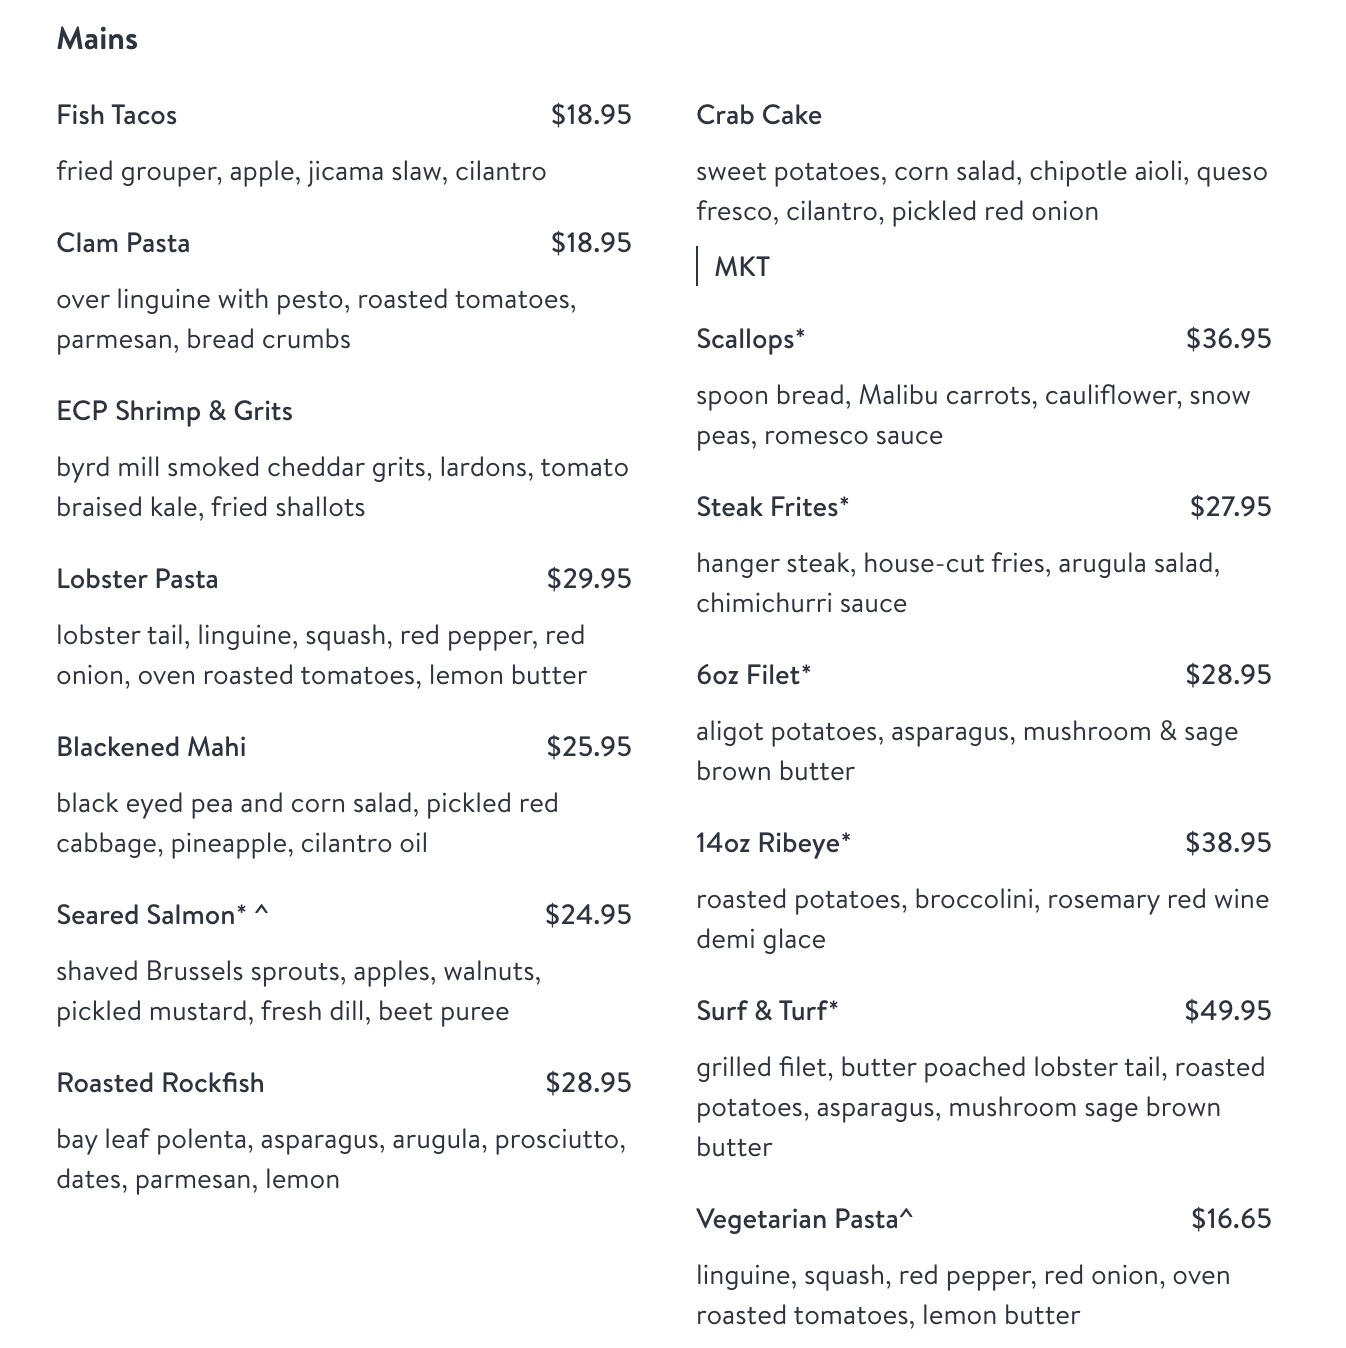 Mains
Fish Tacos $18.95
fried grouper, apple, jicama slaw, cilantro
Clam Pasta $18.95
over linguine with pesto, roasted tomatoes,
parmesan, bread crumbs
ECP Shrimp & Grits
byrd mill smoked cheddar grits, lardons, tomato
braised kale, fried shallots
Lobster Pasta $29.95
lobster tail, linguine, squash, red pepper, red
onion, oven roasted tomatoes, lemon butter
Blackened Mahi $25.95
black eyed pea and corn salad, pickled red
cabbage, pineapple, cilantro oil
Seared Salmon* ^ $24.95
shaved Brussels sprouts, apples, walnuts,
pickled mustard, fresh dill, beet puree
Roasted Rockfish $28.95
bay leaf polenta, asparagus, arugula, prosciutto,
dates, parmesan, lemon
Crab Cake
sweet potatoes, corn salad, chipotle aioli, queso
fresco, cilantro, pickled red onion
MKT
Scallops* $36.95
spoon bread, Malibu carrots, cauliflower, snow
peas, romesco sauce
Steak Frites* $27.95
hanger steak, house-cut fries, arugula salad,
chimichurri sauce
6oz Filet* $28.95
aligot potatoes, asparagus, mushroom & sage
brown butter
14oz Ribeye* $38.95
roasted potatoes, broccolini, rosemary red wine
demi glace
Surf & Turf* $49.95
grilled filet, butter poached lobster tail, roasted
potatoes, asparagus, mushroom sage brown
butter
Vegetarian Pasta^ $16.65
linguine, squash, red pepper, red onion, oven
roasted tomatoes, lemon butter